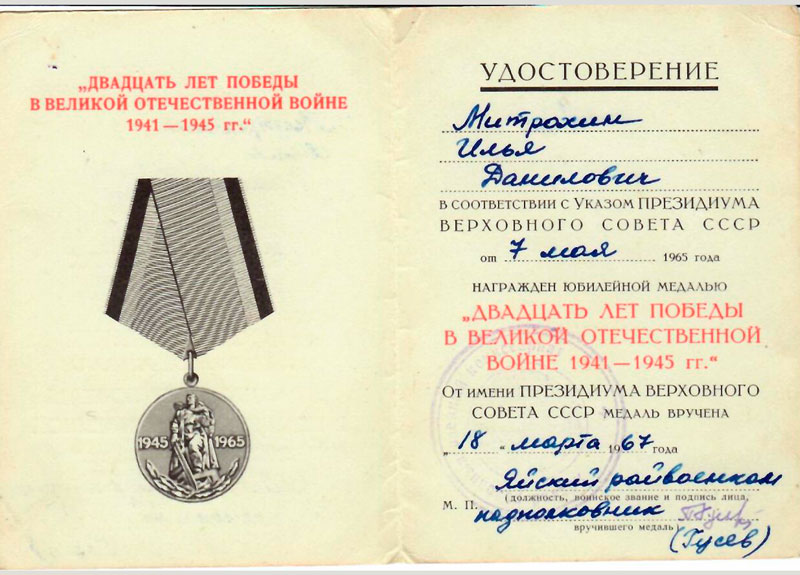 „ДВАДЦАТЬ ЛЕТ ПОБЕДЫ
В ВЕЛИКОЙ ОТЕЧЕСТВЕННОЙ ВОЙНЕ
1941—1945 гг.“
1945 1965
УДОСТОВЕРЕНИЕ
Митрохин
Илья
Данилович
В СООТВЕТСТВИИ С УКАЗОМ ПРЕЗИДИУМА
ВЕРХОВНОГО СОВЕТА СССР
от 7 мая 1965 года
НАГРАЖДЕН ЮБИЛЕЙНОЙ МЕДАЛЬЮ
„ДВАДЦАТЬ ЛЕТ ПОБЕДЫ
В ВЕЛИКОЙ ОТЕЧЕСТВЕННОЙ
ВОЙНЕ 1941—1945 гг.“
От имени ПРЕЗИДИУМА ВЕРХОВНОГО
СОВЕТА СССР МЕДАЛЬ ВРУЧЕНА
„18“ марта 1967 года
Яйский райвоенком
(должность, воинское звание и подпись лица,
М. П. подполковник
вручившего медаль)
(Гусев)